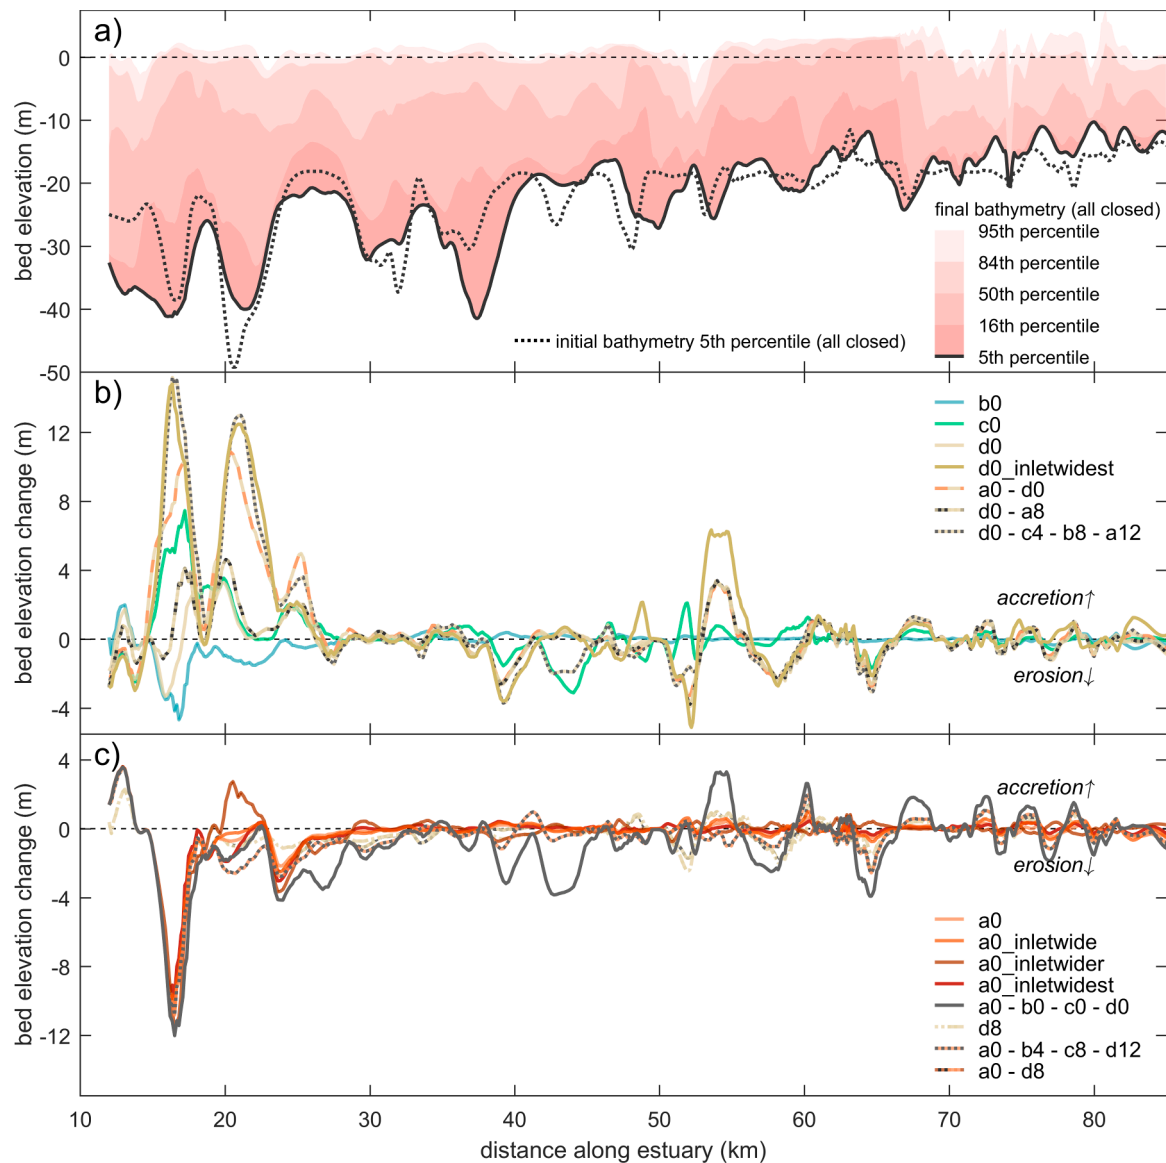 a)
0
-10
-20
-30
-40
-50
bed elevation (m)
final bathymetry (all closed)
95th percentile
84th percentile
50th percentile
16th percentile
5th percentile
initial bathymetry 5th percentile (all closed)
b)
12
8
4
0
-4
bed elevation change (m)
b0
c0
d0
d0_inletwidest
a0 - d0
d0 - a8
d0 - c4 - b8 - a12
accretion↑
erosion↓
c)
4
0
-4
-8
-12
bed elevation change (m)
accretion↑
erosion↓
a0
a0_inletwide
a0_inletwider
a0_inletwidest
a0 - b0 - c0 - d0
d8
a0 - b4 - c8 - d12
a0 - d8
10 20 30 40 50 60 70 80
distance along estuary (km)